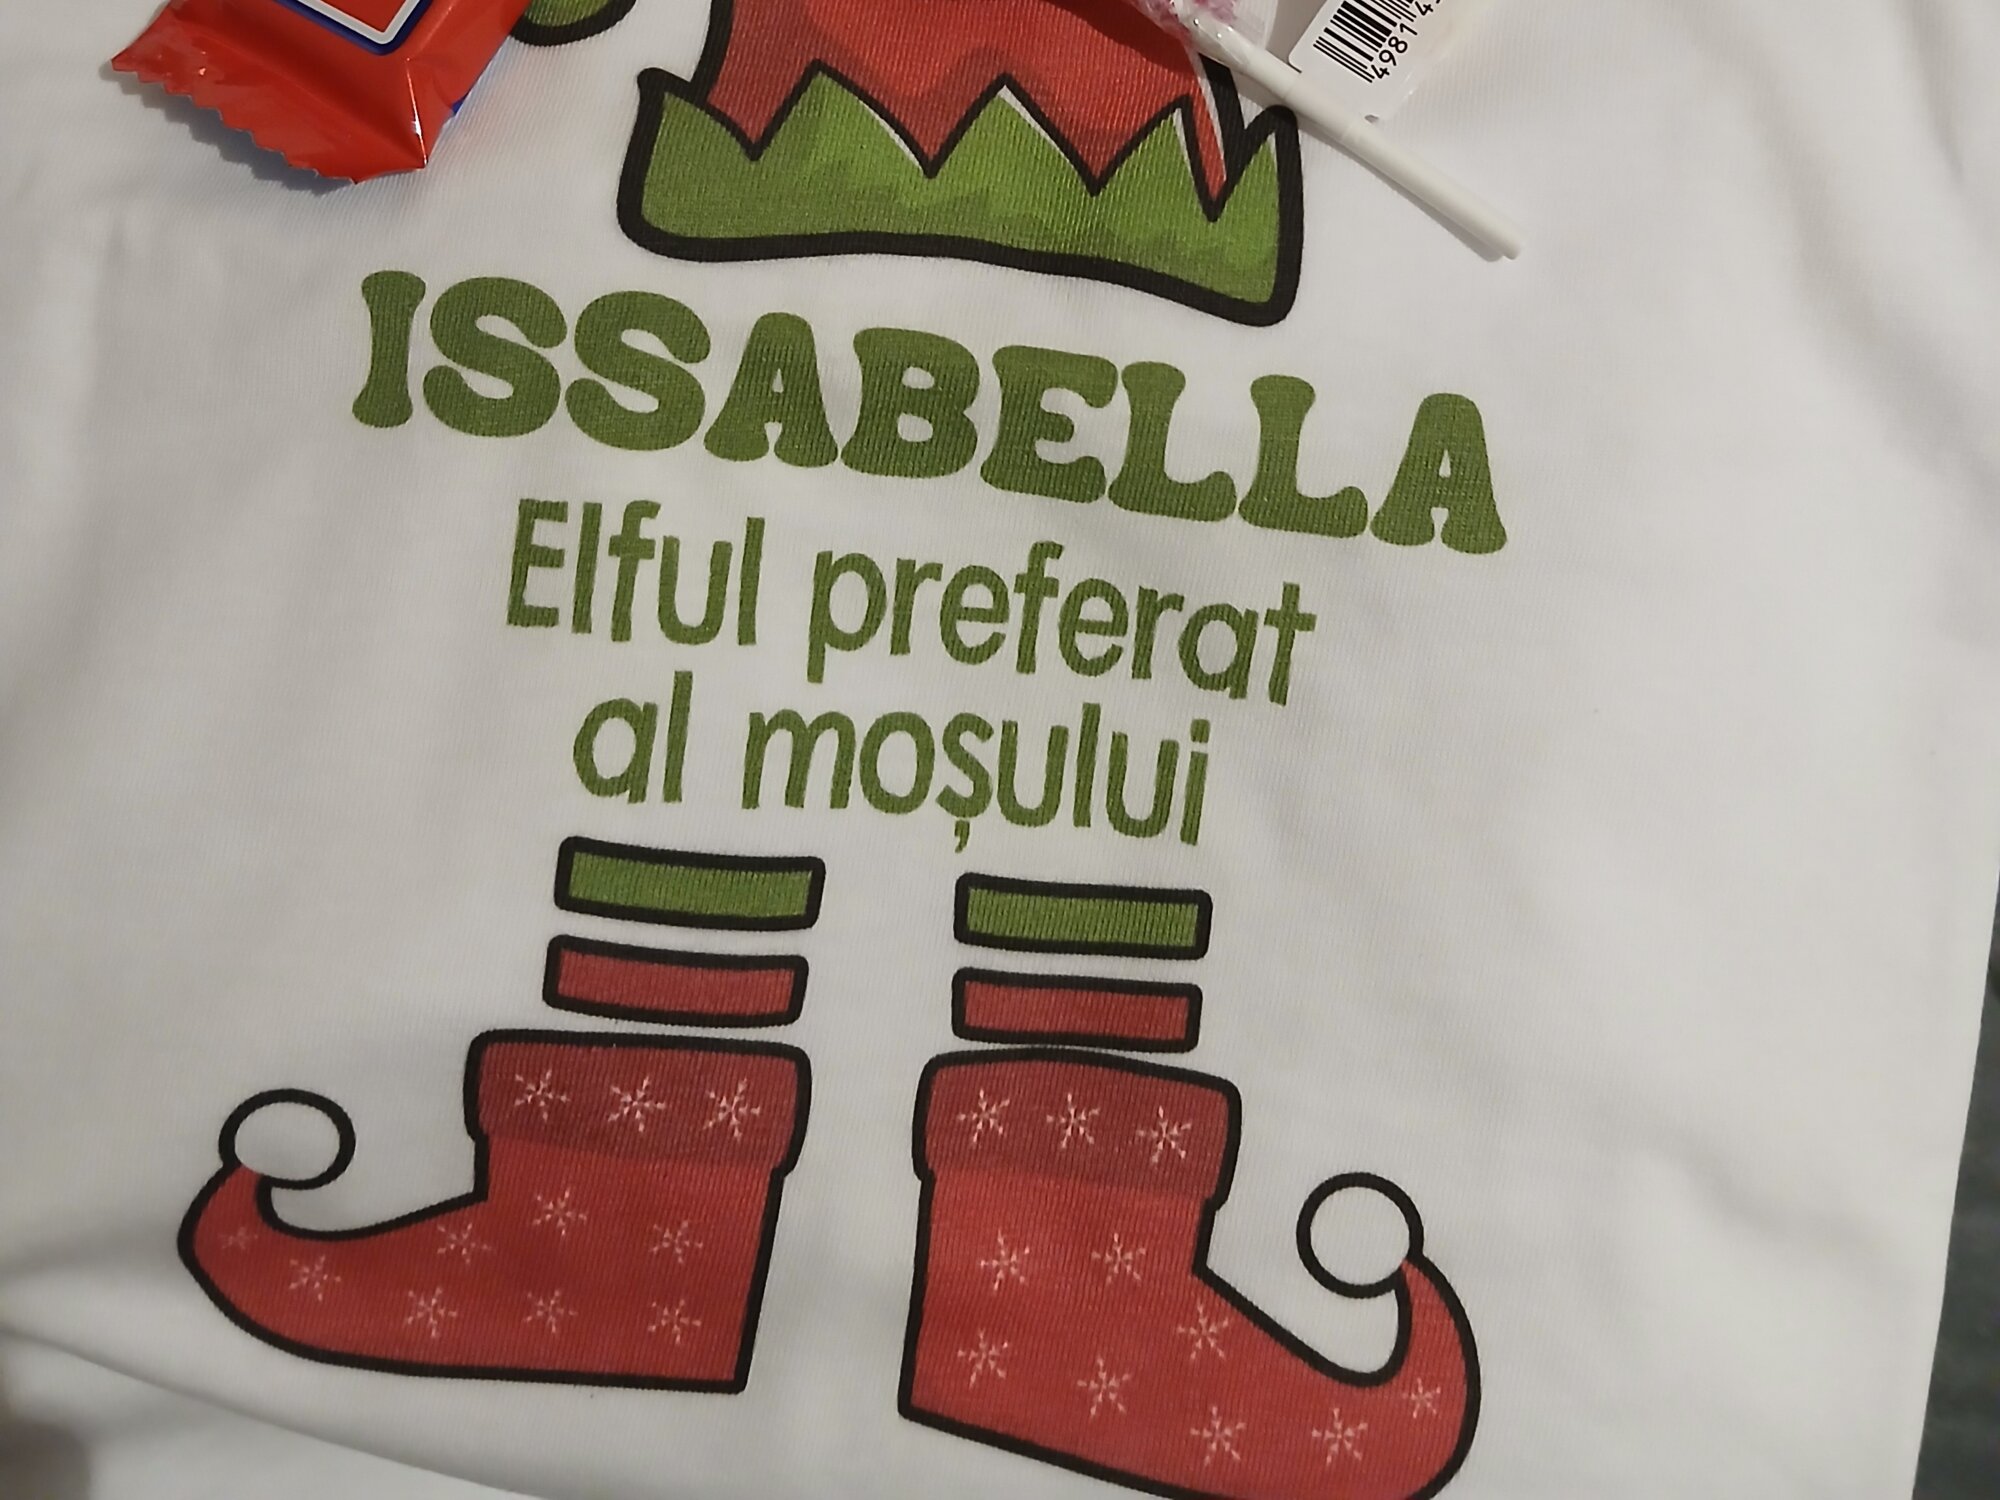 ISSABELLA
Elful preferat
al moșului